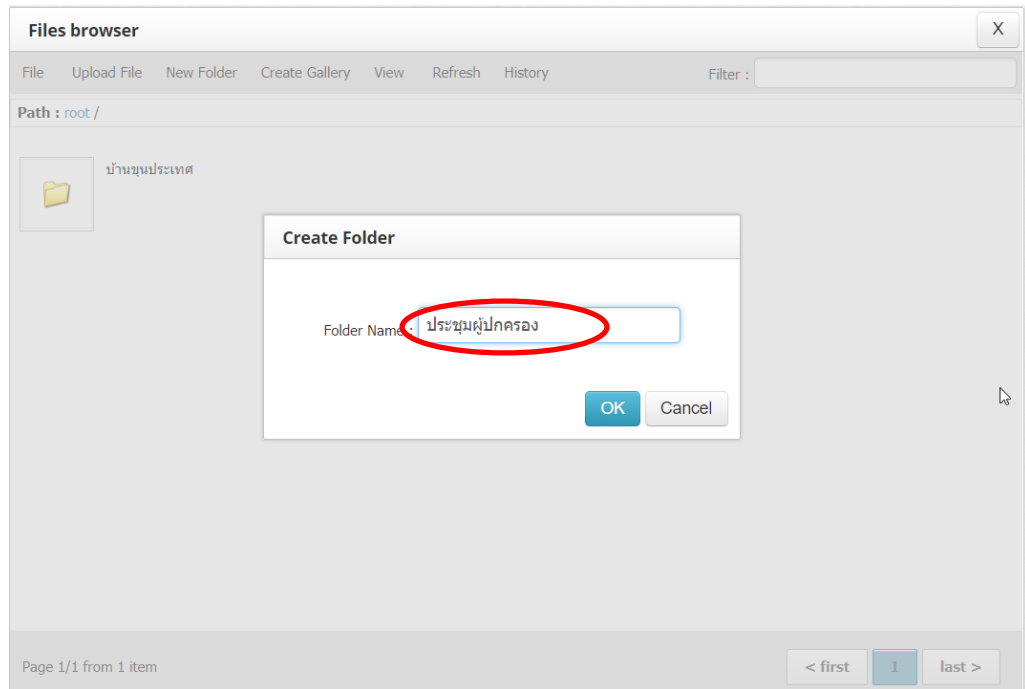 Files browser
X
File Upload File New Folder Create Gallery View Refresh History Filter :
Path : root /
บ้านขุนประเทศ
Create Folder
Folder Name : ประชุมผู้ปกครอง
OK Cancel
Page 1/1 from 1 item < first 1 last >